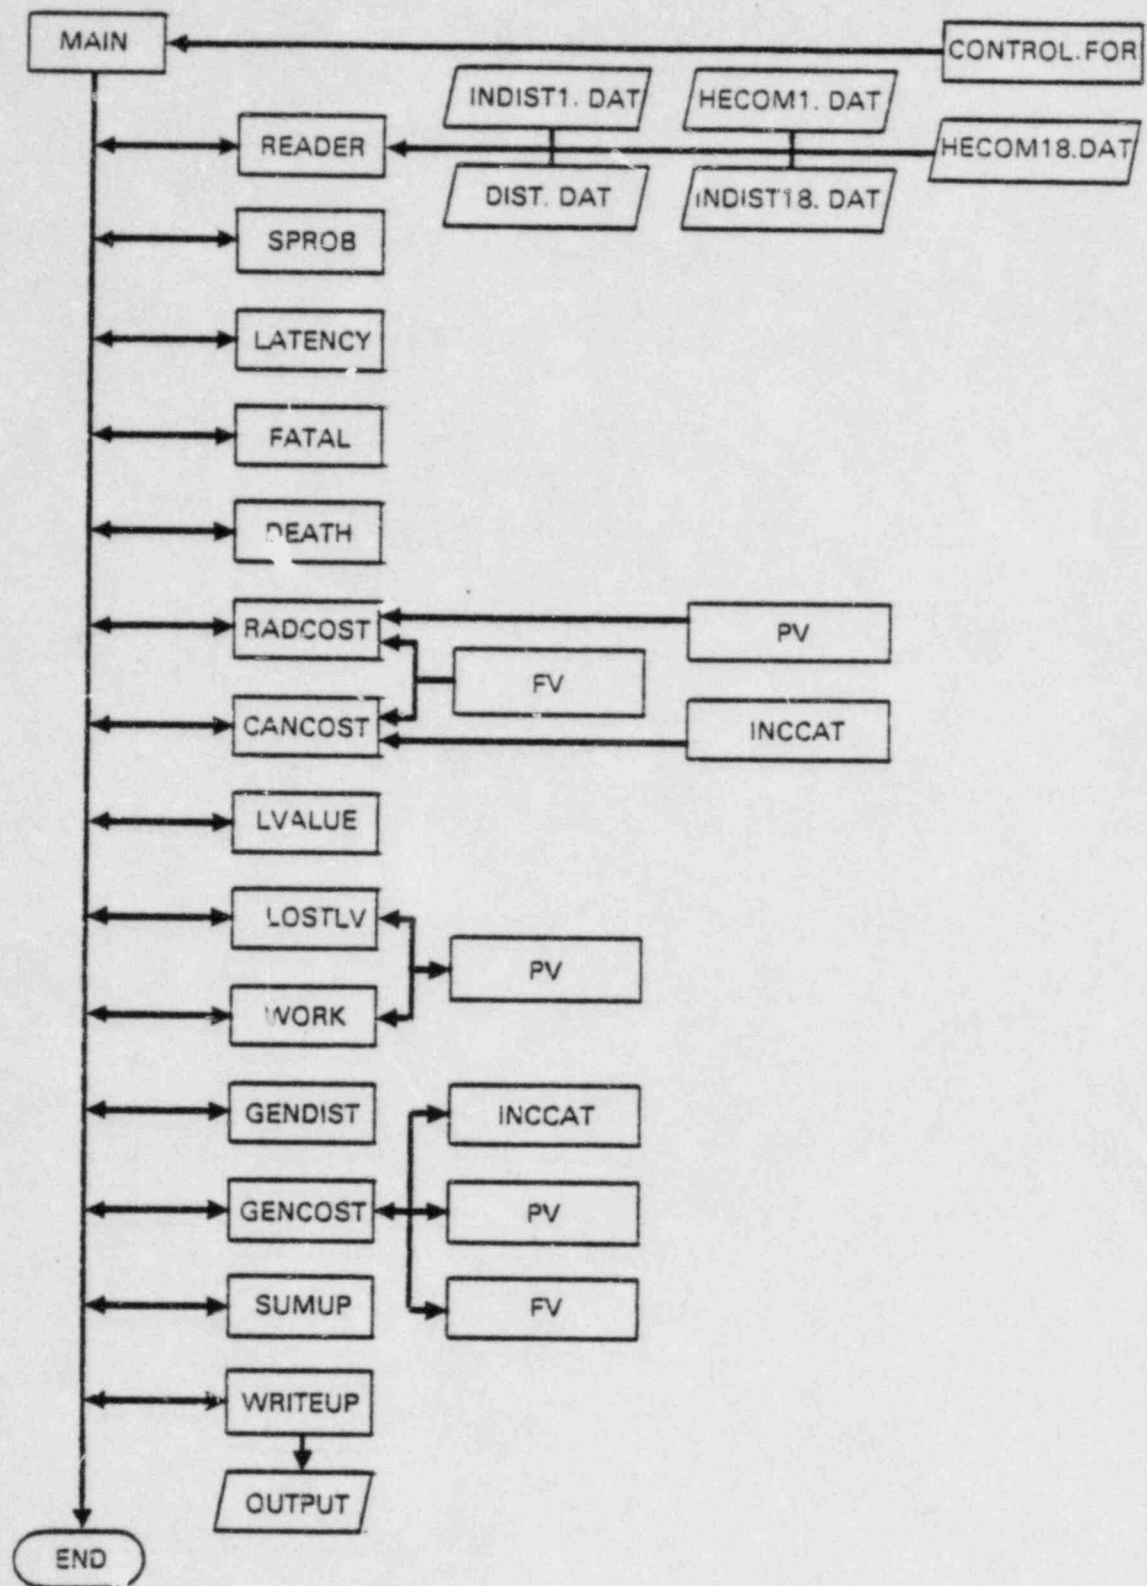 MAIN
CONTROL.FOR
INDIST1. DAT
HECOM1. DAT
READER
HECOM18.DAT
DIST. DAT
INDIST18. DAT
SPROB
LATENCY
FATAL
DEATH
RADCOST
PV
FV
CANCOST
INCCAT
LVALUE
LOSTLV
PV
WORK
GENDIST
INCCAT
GENCOST
PV
SUMUP
FV
WRITEUP
OUTPUT
END